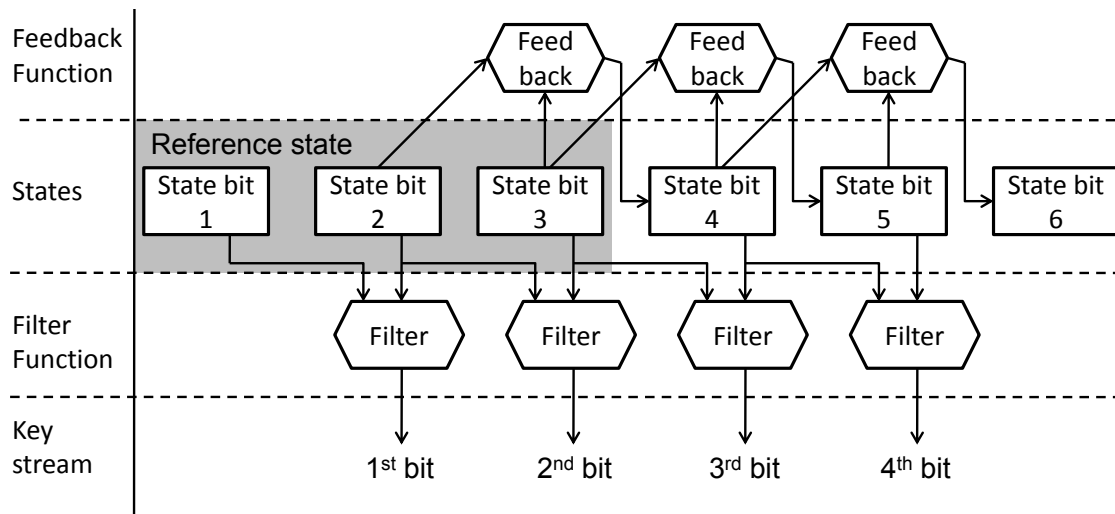 Feedback
Function
Feed
back
Feed
back
Feed
back
Reference state
States
State bit
1
State bit
2
State bit
3
State bit
4
State bit
5
State bit
6
Filter
Function
Filter
Filter
Filter
Filter
Key
stream
1st bit
2nd bit
3rd bit
4th bit